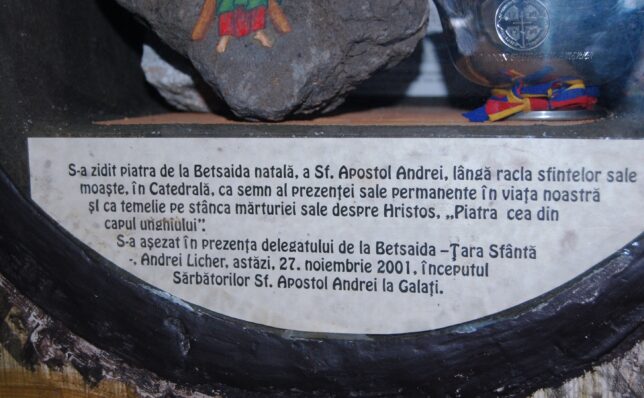 S-a zidit piatra de la Betsaida natală, a Sf. Apostol Andrei, lângă racla sfintelor sale
moaşte, în Catedrală, ca semn al prezenţei sale permanente în viaţa noastră
şi ca temelie pe stânca mărturiei sale despre Hristos, „Piatra cea din
capul unghiului”.
S-a aşezat în prezenţa delegatului de la Betsaida –Ţara Sfântă
-, Andrei Licher, astăzi, 27. noiembrie 2001, începutul
Sărbătorilor Sf. Apostol Andrei la Galaţi.